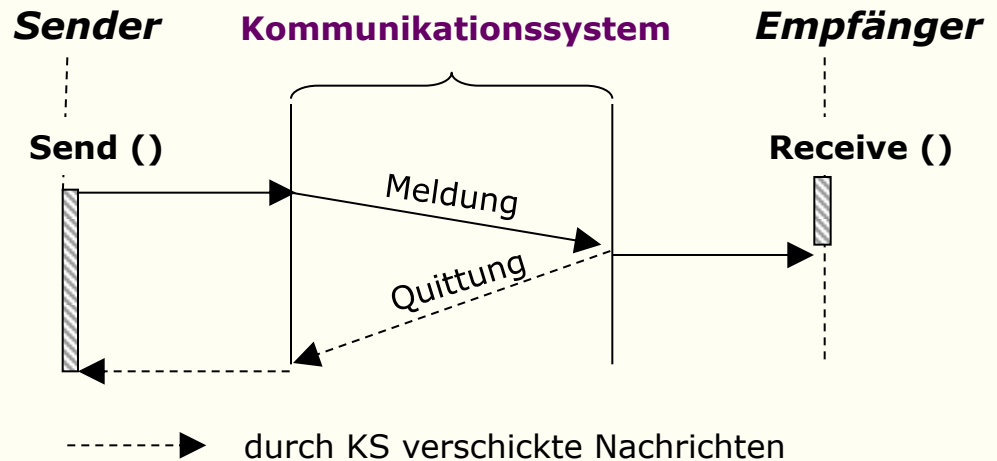 Sender
Kommunikationssystem
Empfänger
Send ()
Receive ()
Meldung
Quittung
durch KS verschickte Nachrichten